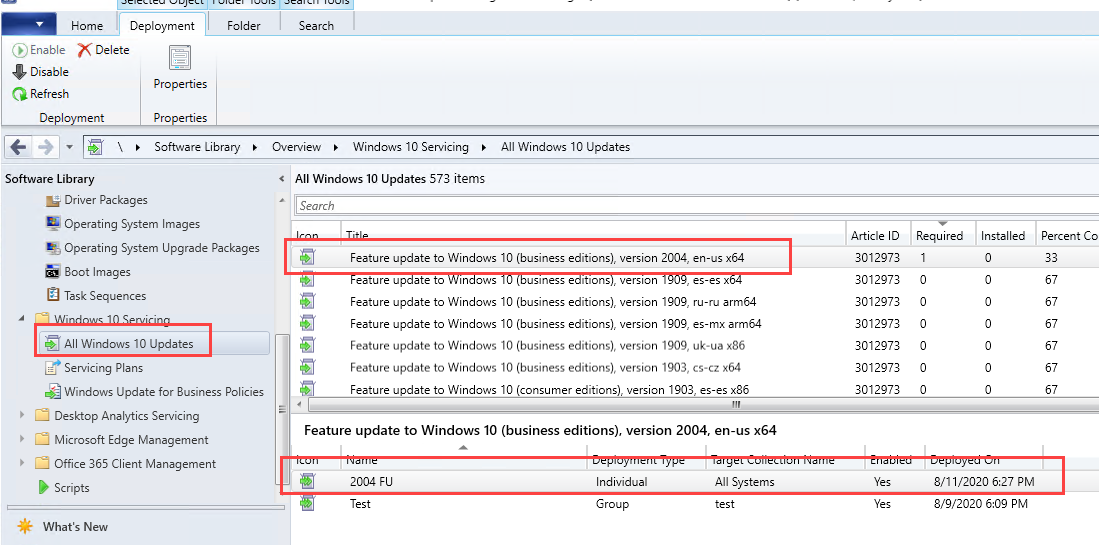 Selected Object Folder Tools Search Tools
Home Deployment Folder Search
Enable Delete
Disable
Refresh
Properties
Deployment Properties
\ Software Library Overview Windows 10 Servicing All Windows 10 Updates
Software Library
Driver Packages
Operating System Images
Operating System Upgrade Packages
Boot Images
Task Sequences
Windows 10 Servicing
All Windows 10 Updates
Servicing Plans
Windows Update for Business Policies
Desktop Analytics Servicing
Microsoft Edge Management
Office 365 Client Management
Scripts
What's New
All Windows 10 Updates 573 items
Search
Icon Title Article ID Required Installed Percent Co
Feature update to Windows 10 (business editions), version 2004, en-us x64 3012973 1 0 33
Feature update to Windows 10 (business editions), version 1909, es-es x64 3012973 0 0 67
Feature update to Windows 10 (business editions), version 1909, ru-ru arm64 3012973 0 0 67
Feature update to Windows 10 (business editions), version 1909, es-mx arm64 3012973 0 0 67
Feature update to Windows 10 (business editions), version 1909, uk-ua x86 3012973 0 0 67
Feature update to Windows 10 (business editions), version 1903, cs-cz x64 3012973 0 0 67
Feature update to Windows 10 (consumer editions), version 1903, es-es x86 3012973 0 0 67
Feature update to Windows 10 (business editions), version 2004, en-us x64
Icon Name Deployment Type Target Collection Name Enabled Deployed On
2004 FU Individual All Systems Yes 8/11/2020 6:27 PM
Test Group test Yes 8/9/2020 6:09 PM